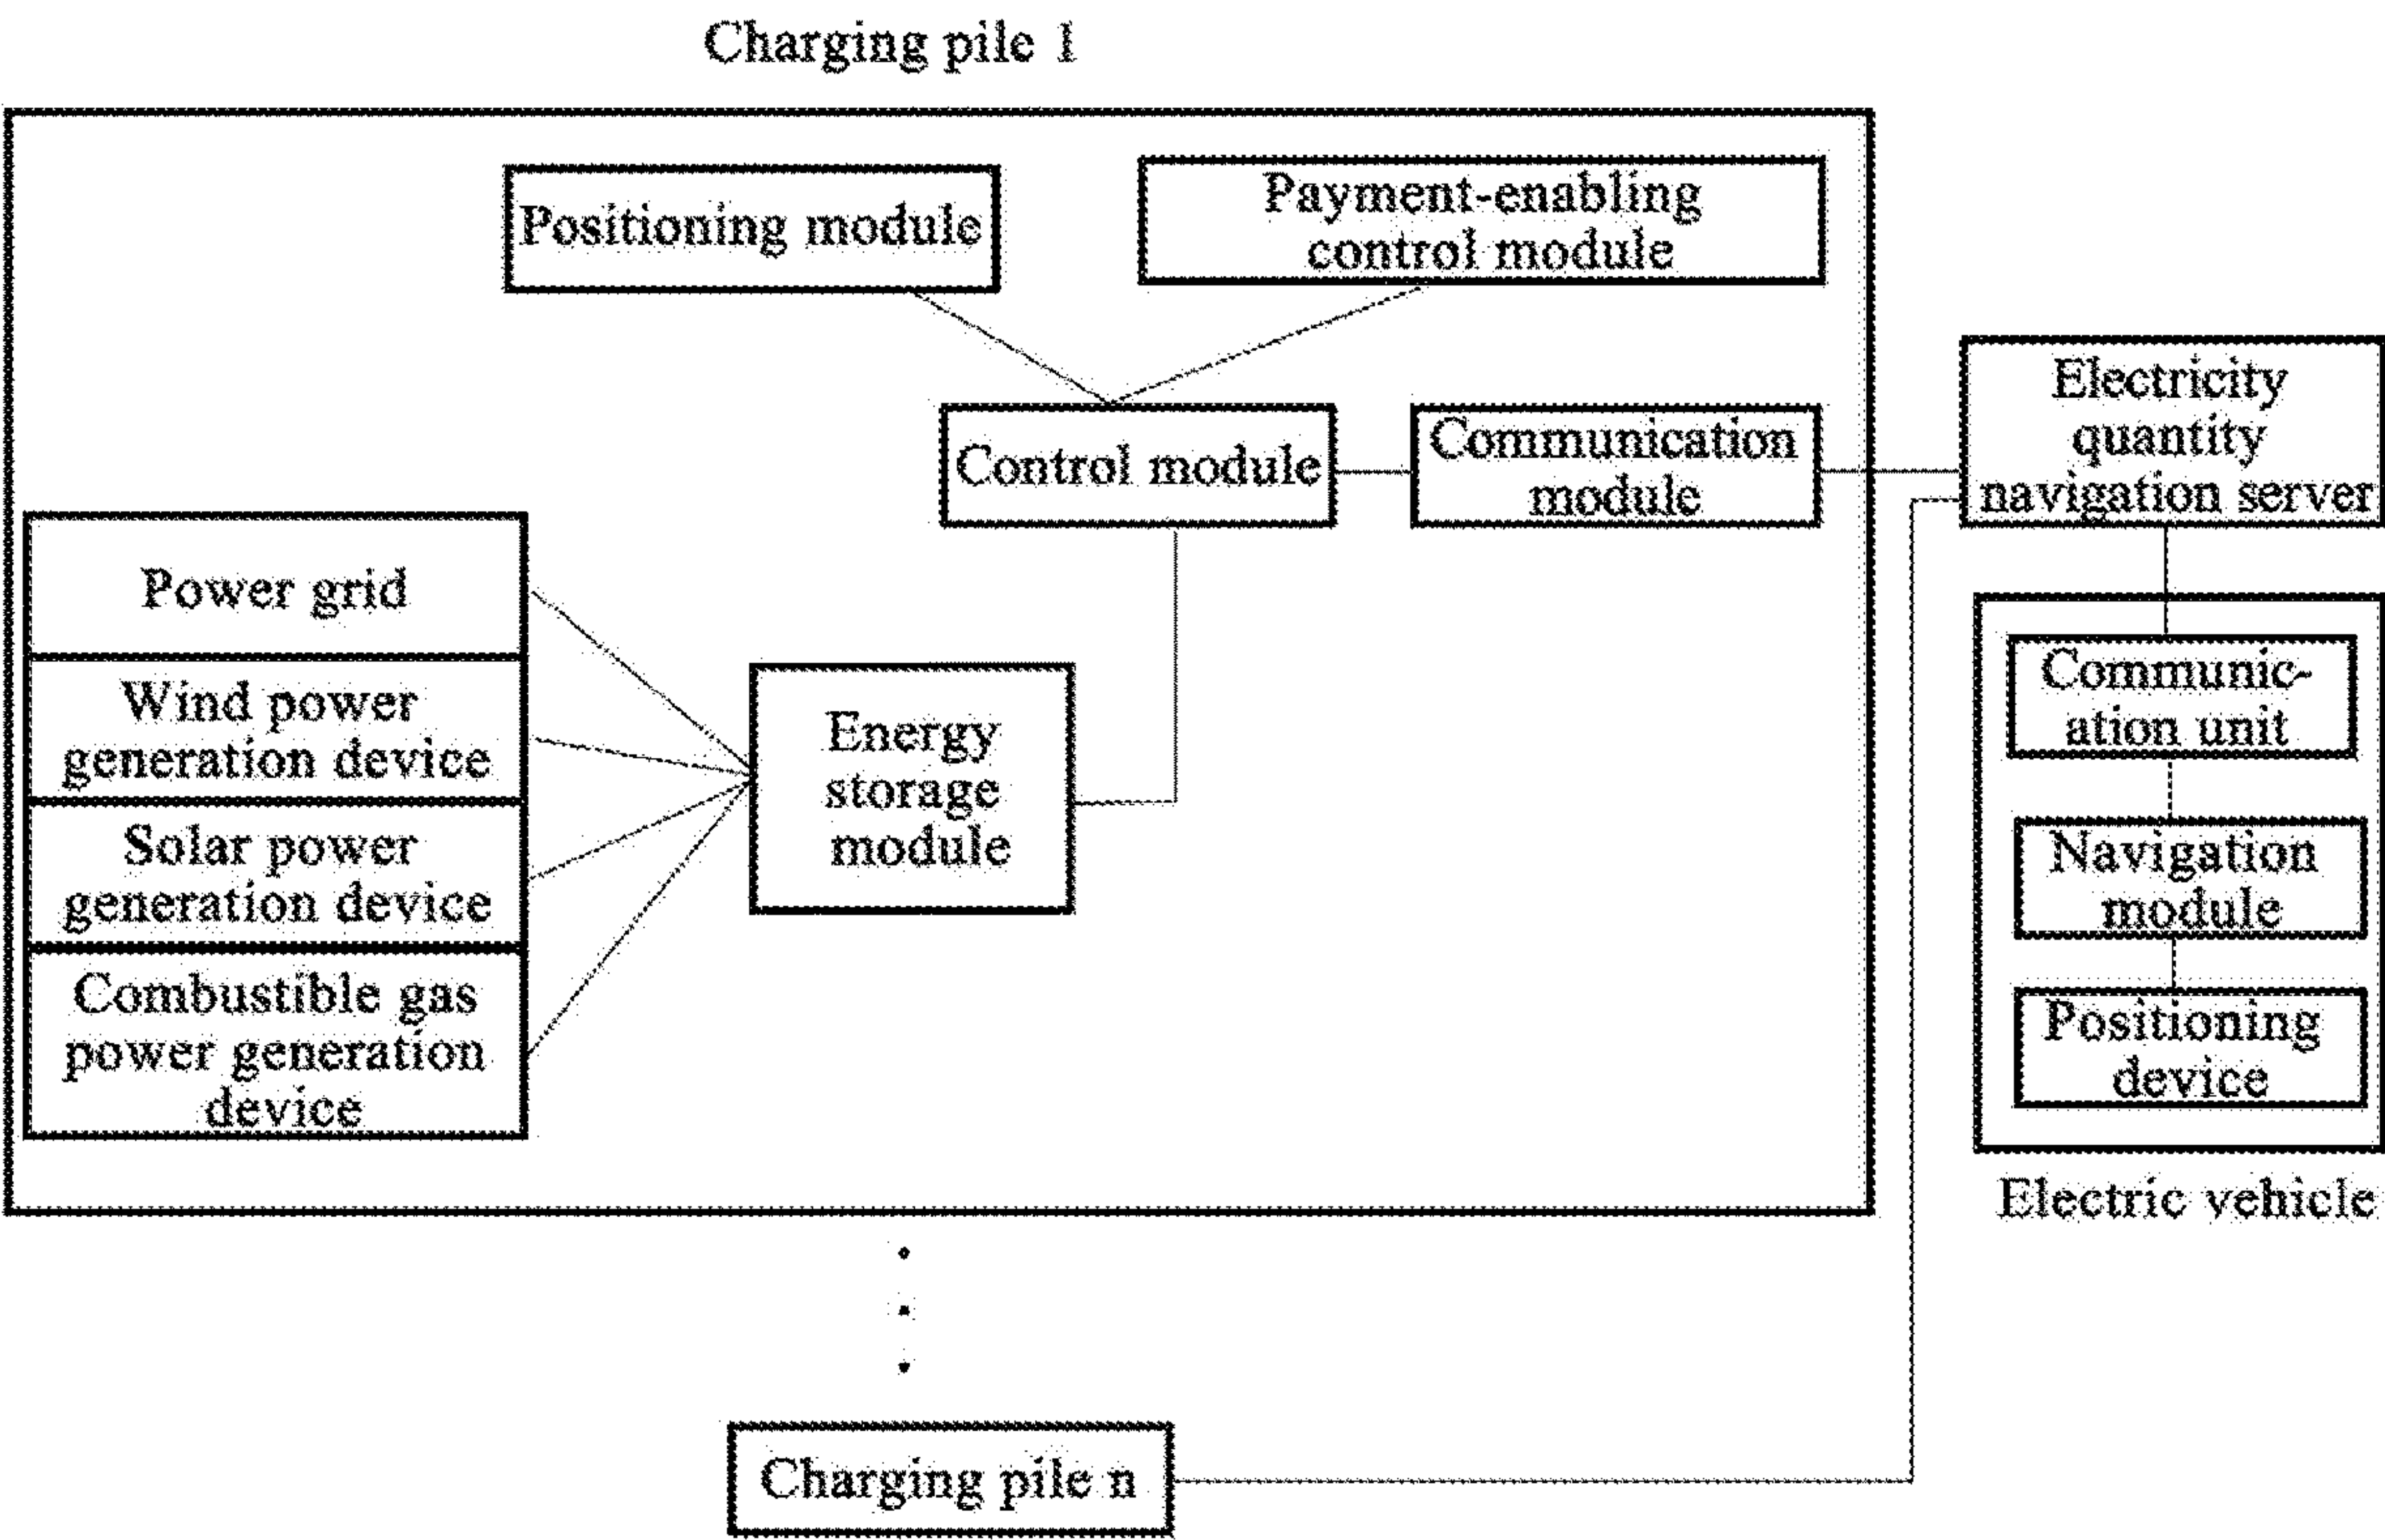 Charging pile 1
Positioning module
Payment-enabling
control module
Control module
Communication
module
Electricity
quantity
navigation server
Power grid
Wind power
generation device
Solar power
generation device
Combustible gas
power generation
device
Energy
storage
module
Communic-
ation unit
Navigation
module
Positioning
device
Electric vehicle
Charging pile n